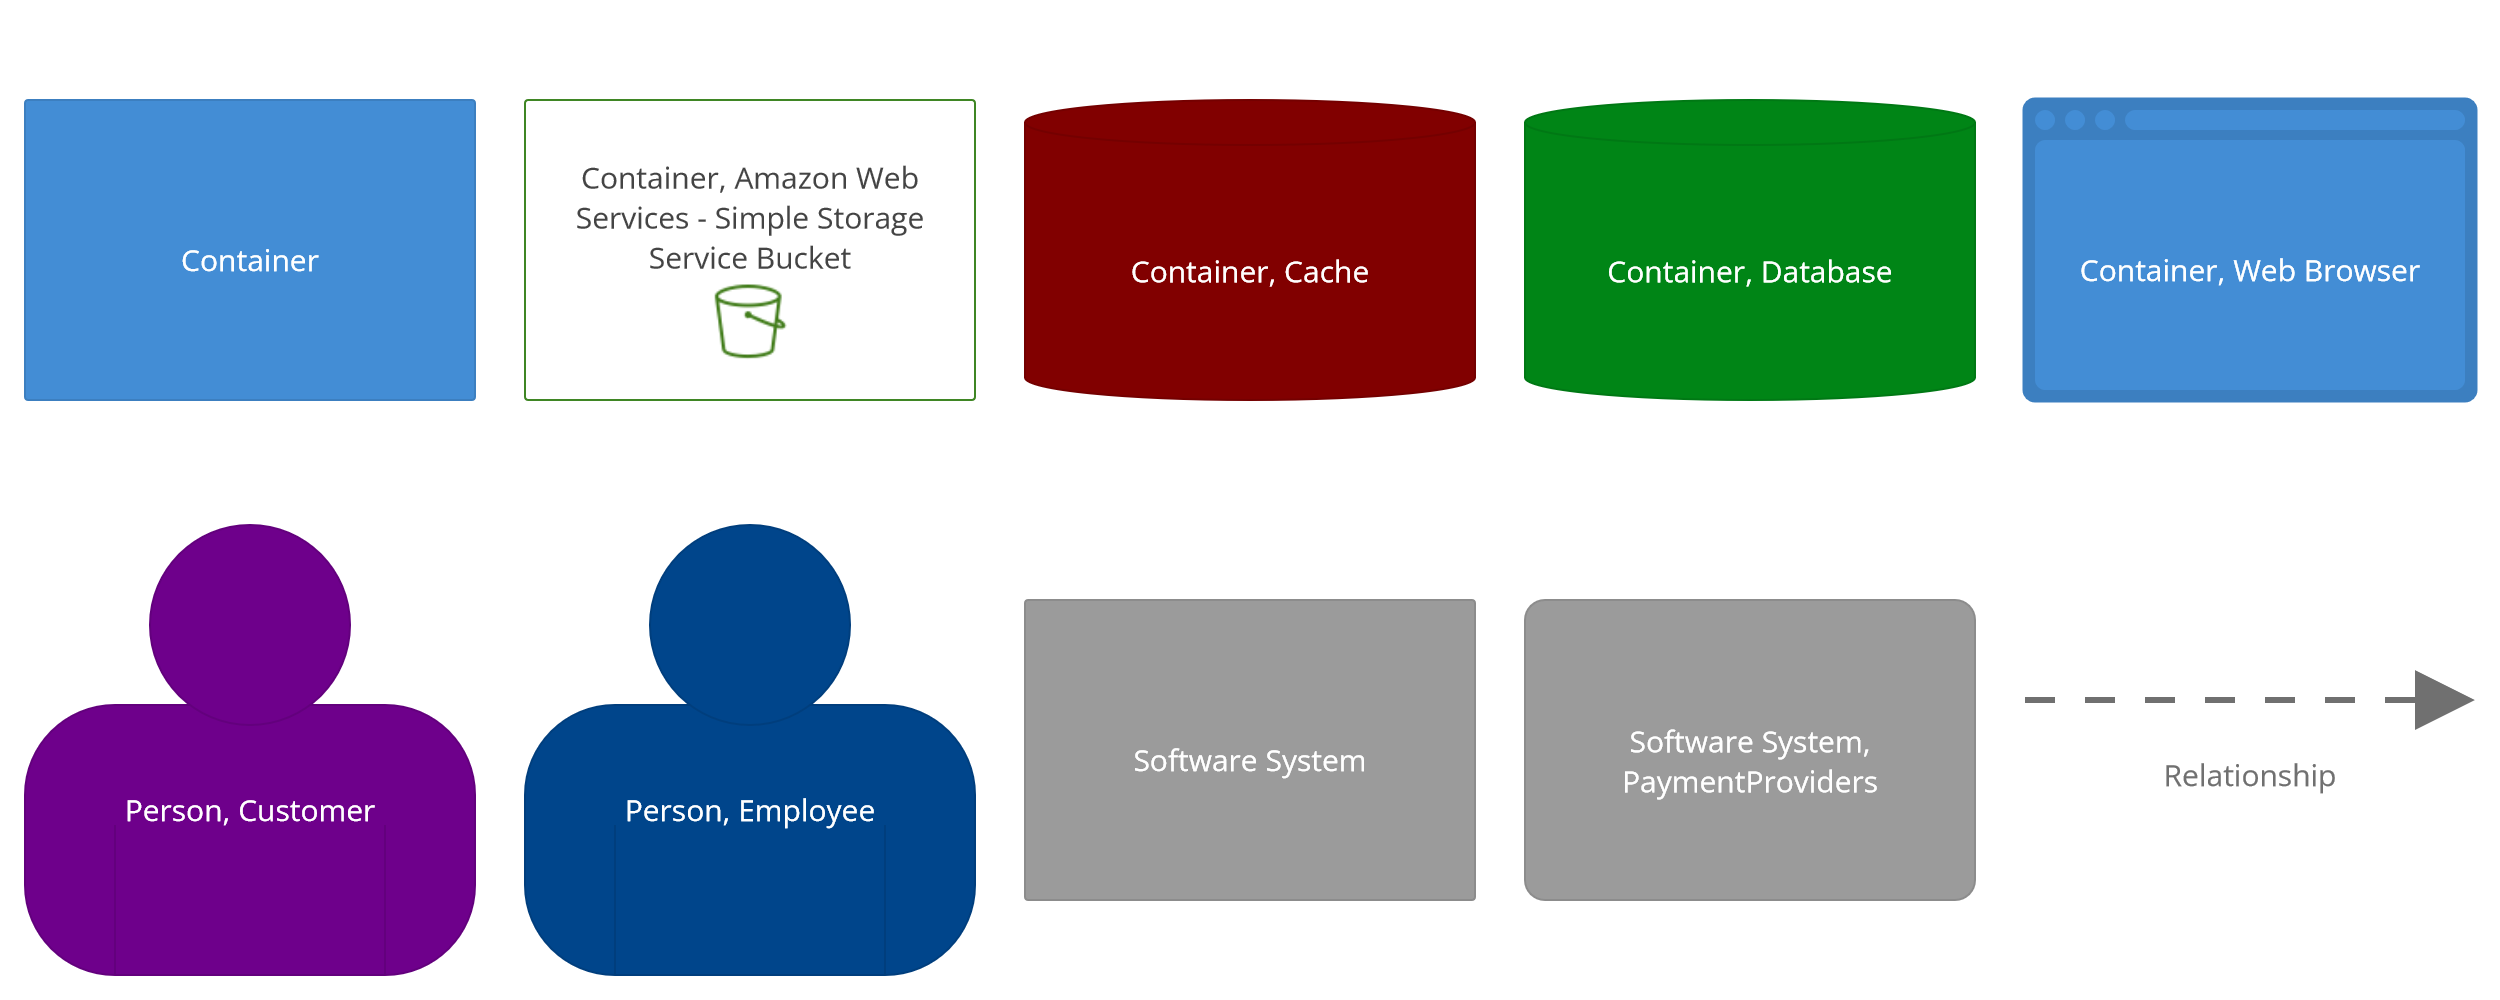 Container
Container, Amazon Web
Services - Simple Storage
Service Bucket
Container, Cache
Container, Database
Container, Web Browser
Person, Customer
Person, Employee
Software System
Software System,
PaymentProviders
Relationship